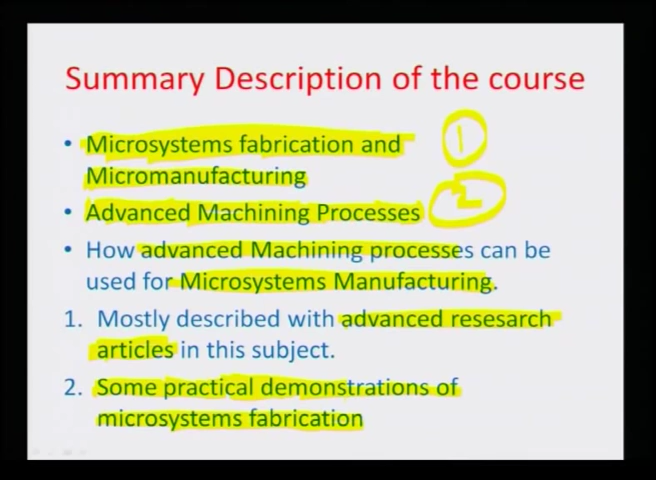 Summary Description of the course
• Microsystems fabrication and 1
Micromanufacturing
• Advanced Machining Processes 2
• How advanced Machining processes can be
used for Microsystems Manufacturing.
1. Mostly described with advanced resesarch
articles in this subject.
2. Some practical demonstrations of
microsystems fabrication